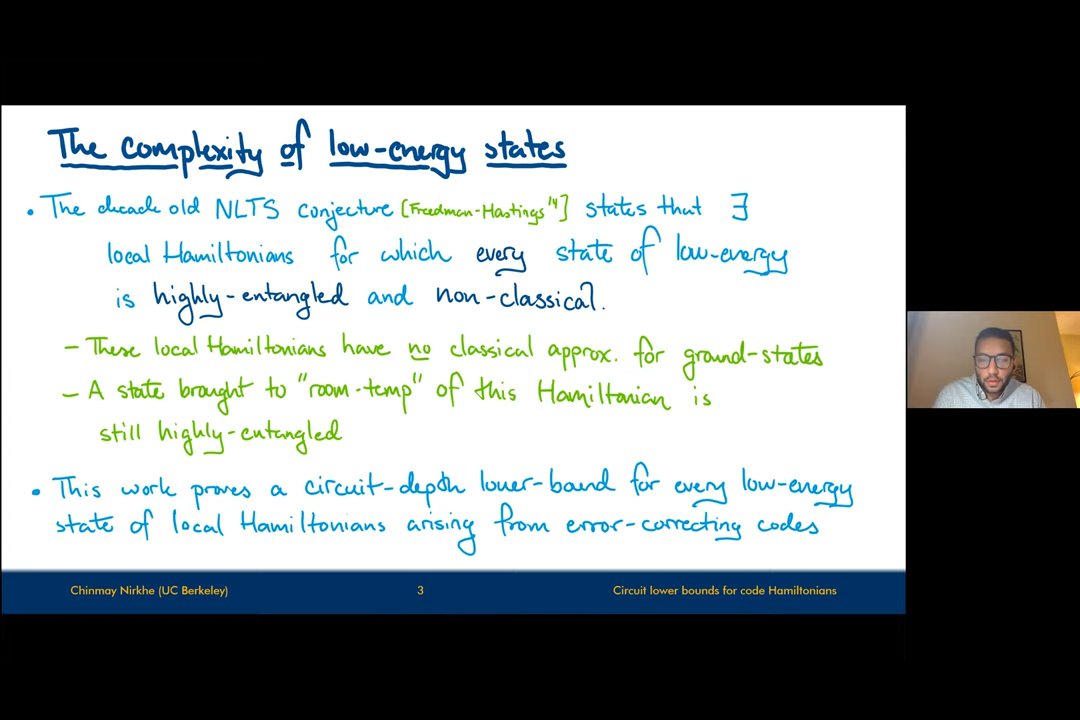 The complexity of low-energy states
• The decade old NLTS conjecture [Freedman-Hastings '14] states that ∃
local Hamiltonians for which every state of low-energy
is highly-entangled and non-classical.
– These local Hamiltonians have no classical approx. for ground-states
– A state brought to "room-temp" of this Hamiltonian is
still highly-entangled
• This work proves a circuit-depth lower-bound for every low-energy
state of local Hamiltonians arising from error-correcting codes
Chinmay Nirkhe (UC Berkeley) 3 Circuit lower bounds for code Hamiltonians